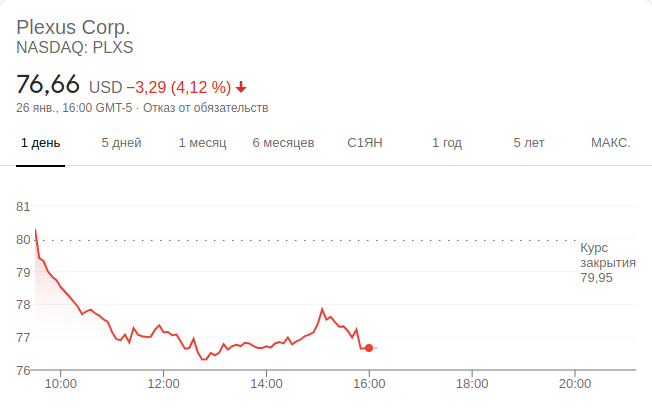 Plexus Corp.
NASDAQ: PLXS
76,66 USD −3,29 (4,12 %)
26 янв., 16:00 GMT-5 · Отказ от обязательств
1 день 5 дней 1 месяц 6 месяцев С1ЯН 1 год 5 лет МАКС.
81
80
Курс
закрытия
79,95
79
78
77
76
10:00 12:00 14:00 16:00 18:00 20:00